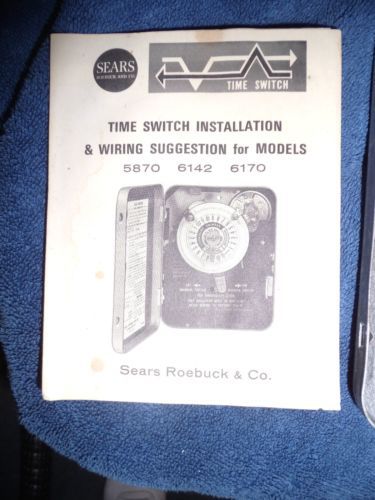 SEARS
ROEBUCK AND CO.
TIME SWITCH
TIME SWITCH INSTALLATION
& WIRING SUGGESTION for MODELS
5870 6142 6170
Sears Roebuck & Co.